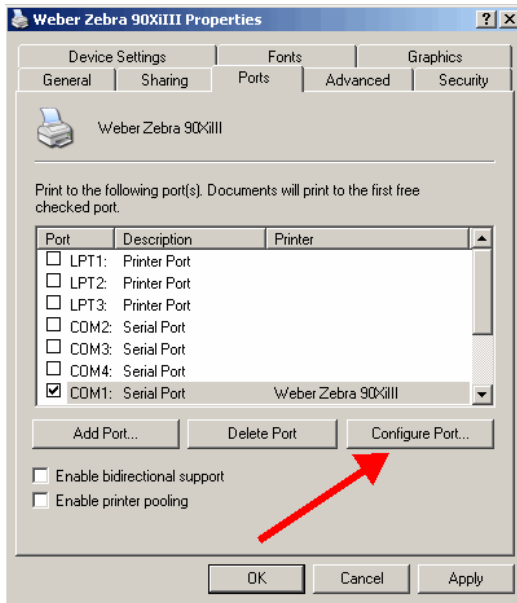 Weber Zebra 90XiIII Properties
Device Settings Fonts Graphics
General Sharing Ports Advanced Security
Weber Zebra 90XiIII
Print to the following port(s). Documents will print to the first free
checked port.
Port Description Printer
LPT1: Printer Port
LPT2: Printer Port
LPT3: Printer Port
COM2: Serial Port
COM3: Serial Port
COM4: Serial Port
COM1: Serial Port Weber Zebra 90XiIII
Add Port... Delete Port Configure Port...
Enable bidirectional support
Enable printer pooling
OK Cancel Apply